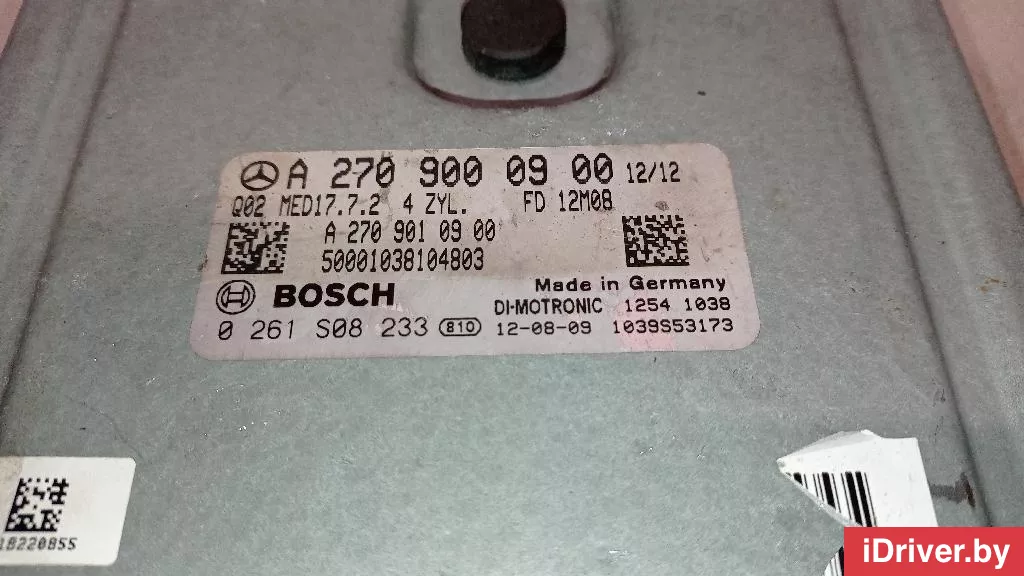 A 270 900 09 00 12/12
Q02 MED17.7.2 4 ZYL. FD 12M08
A 270 901 09 00
50001038104803
Made in Germany
BOSCH DI-MOTRONIC 1254 1038
0 261 S08 233 810 12-08-09 1039S53173
18220855
iDriver.by